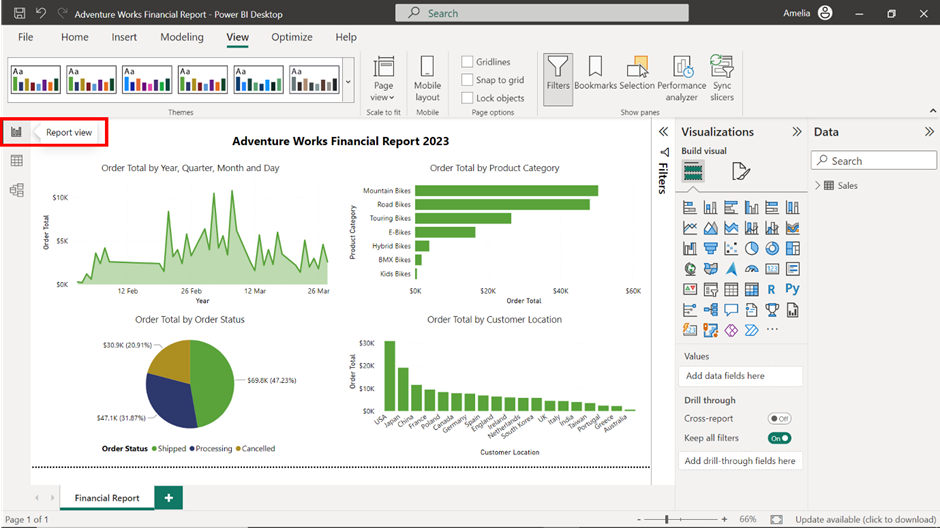 Adventure Works Financial Report - Power BI Desktop
Search
Amelia
File Home Insert Modeling View Optimize Help
Aa Aa Aa Aa Aa Aa
Themes
Page view
Scale to fit
Mobile layout
Mobile
Gridlines
Snap to grid
Lock objects
Page options
Filters
Bookmarks
Selection
Performance analyzer
Sync slicers
Show panes
Report view
Adventure Works Financial Report 2023
Order Total by Year, Quarter, Month and Day
Order Total
$10K
$5K
$0K
12 Feb 26 Feb 12 Mar 26 Mar
Year
Order Total by Product Category
Product Category
Mountain Bikes
Road Bikes
Touring Bikes
E-Bikes
Hybrid Bikes
BMX Bikes
Kids Bikes
$0K $20K $40K $60K
Order Total
Order Total by Order Status
$30.9K (20.91%)
$69.8K (47.23%)
$47.1K (31.87%)
Order Status Shipped Processing Cancelled
Order Total by Customer Location
Order Total
$30K
$20K
$10K
$0K
USA Japan China France Poland Canada Germany Spain England Ireland Netherlands South Korea UK Italy India Taiwan Portugal Greece Australia
Customer Location
Filters
Visualizations
Build visual
123
R Py
Values
Add data fields here
Drill through
Cross-report
Off
Keep all filters
On
Add drill-through fields here
Data
Search
Sales
Financial Report
Page 1 of 1
66%
Update available (click to download)